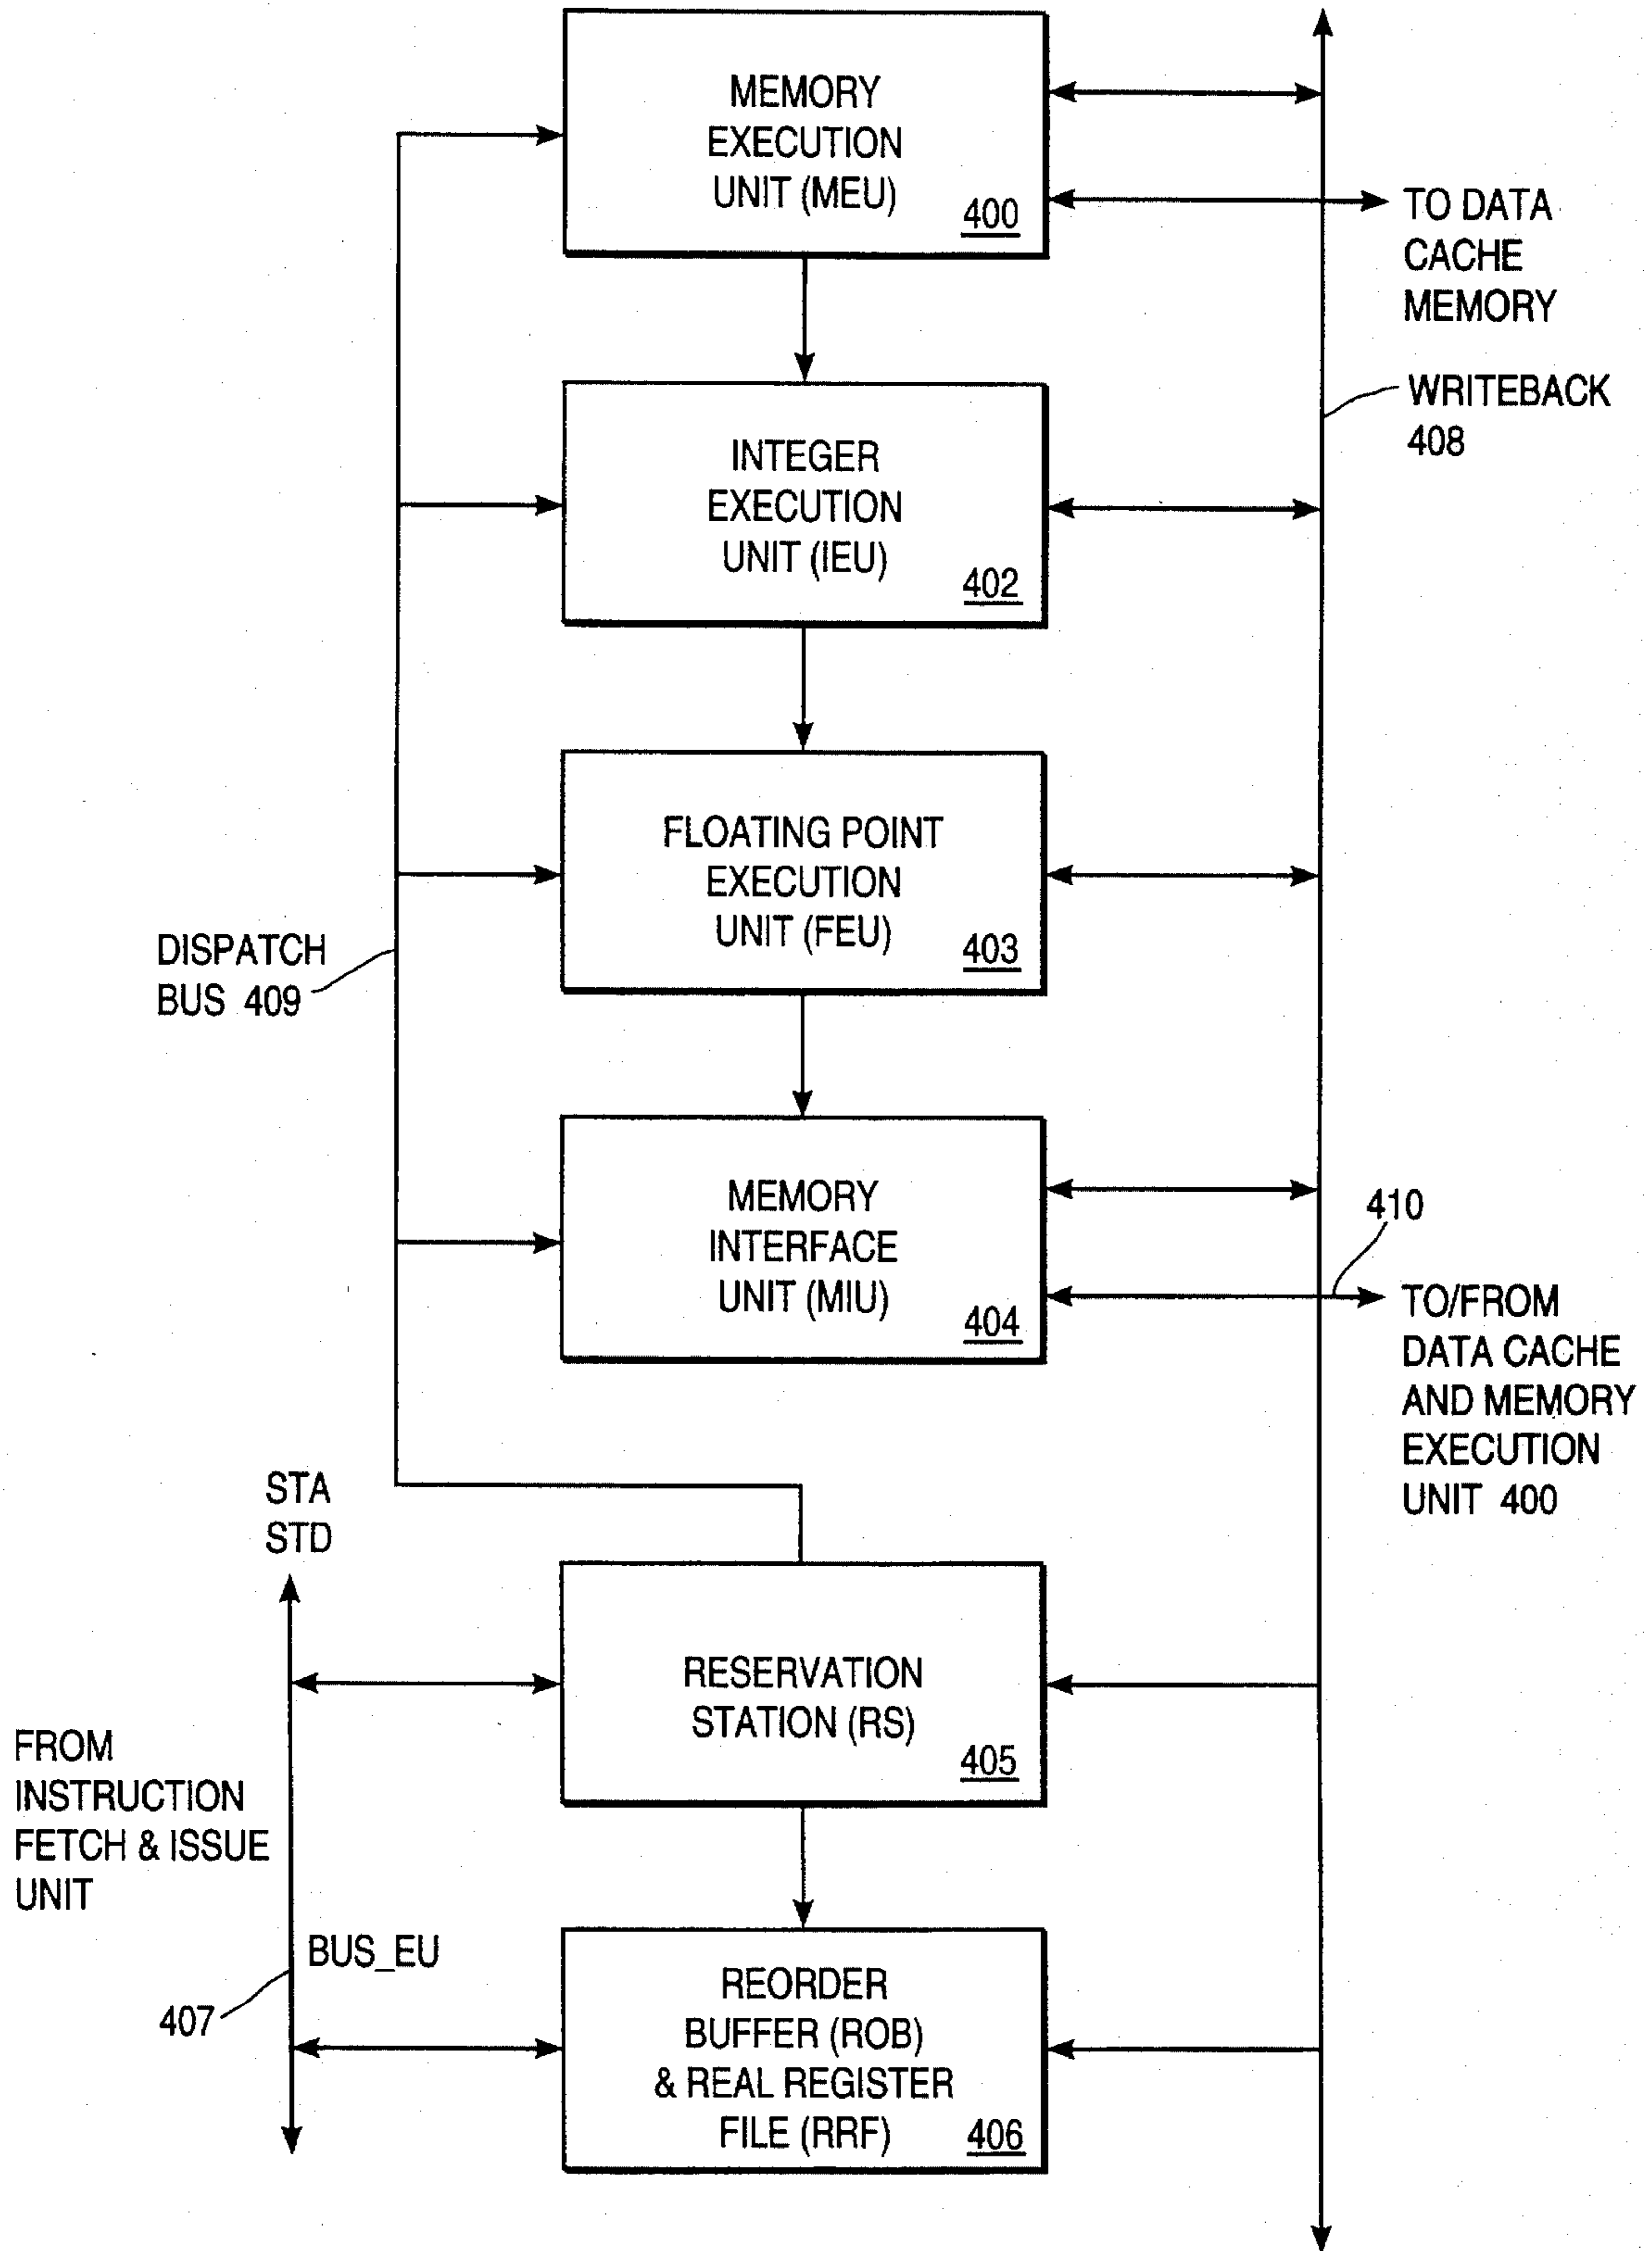 MEMORY
EXECUTION
UNIT (MEU)
400
TO DATA
CACHE
MEMORY
WRITEBACK
408
INTEGER
EXECUTION
UNIT (IEU)
402
FLOATING POINT
EXECUTION
UNIT (FEU)
403
DISPATCH
BUS 409
MEMORY
INTERFACE
UNIT (MIU)
404
410
TO/FROM
DATA CACHE
AND MEMORY
EXECUTION
UNIT 400
STA
STD
RESERVATION
STATION (RS)
405
FROM
INSTRUCTION
FETCH & ISSUE
UNIT
BUS_EU
407
REORDER
BUFFER (ROB)
& REAL REGISTER
FILE (RRF)
406